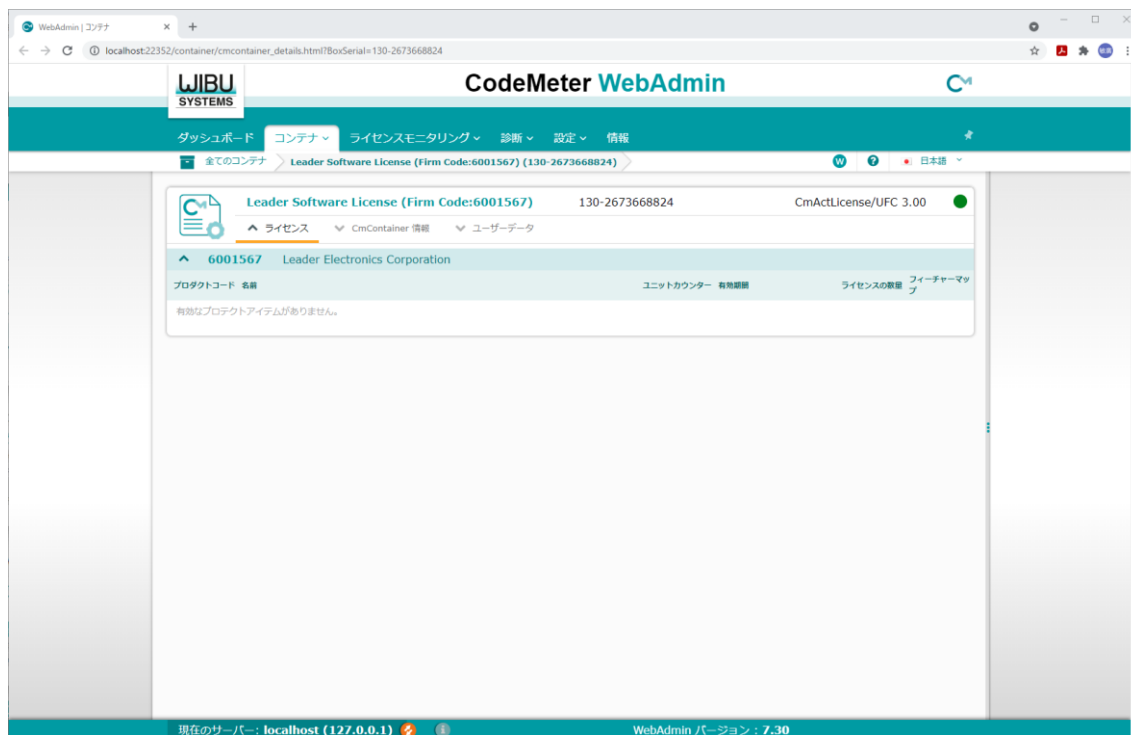 WebAdmin | コンテナ
localhost:22352/container/cmcontainer_details.html?BoxSerial=130-2673668824
WIBU
SYSTEMS
CodeMeter WebAdmin
ダッシュボード コンテナ ライセンスモニタリング 診断 設定 情報
全てのコンテナ Leader Software License (Firm Code:6001567) (130-2673668824) W ? 日本語
Leader Software License (Firm Code:6001567) 130-2673668824 CmActLicense/UFC 3.00
ライセンス CmContainer 情報 ユーザーデータ
6001567 Leader Electronics Corporation
プロダクトコード 名前 ユニットカウンター 有効期間 ライセンスの数量 フィーチャーマップ
有効なプロテクトアイテムがありません。
現在のサーバー: localhost (127.0.0.1) WebAdmin バージョン : 7.30